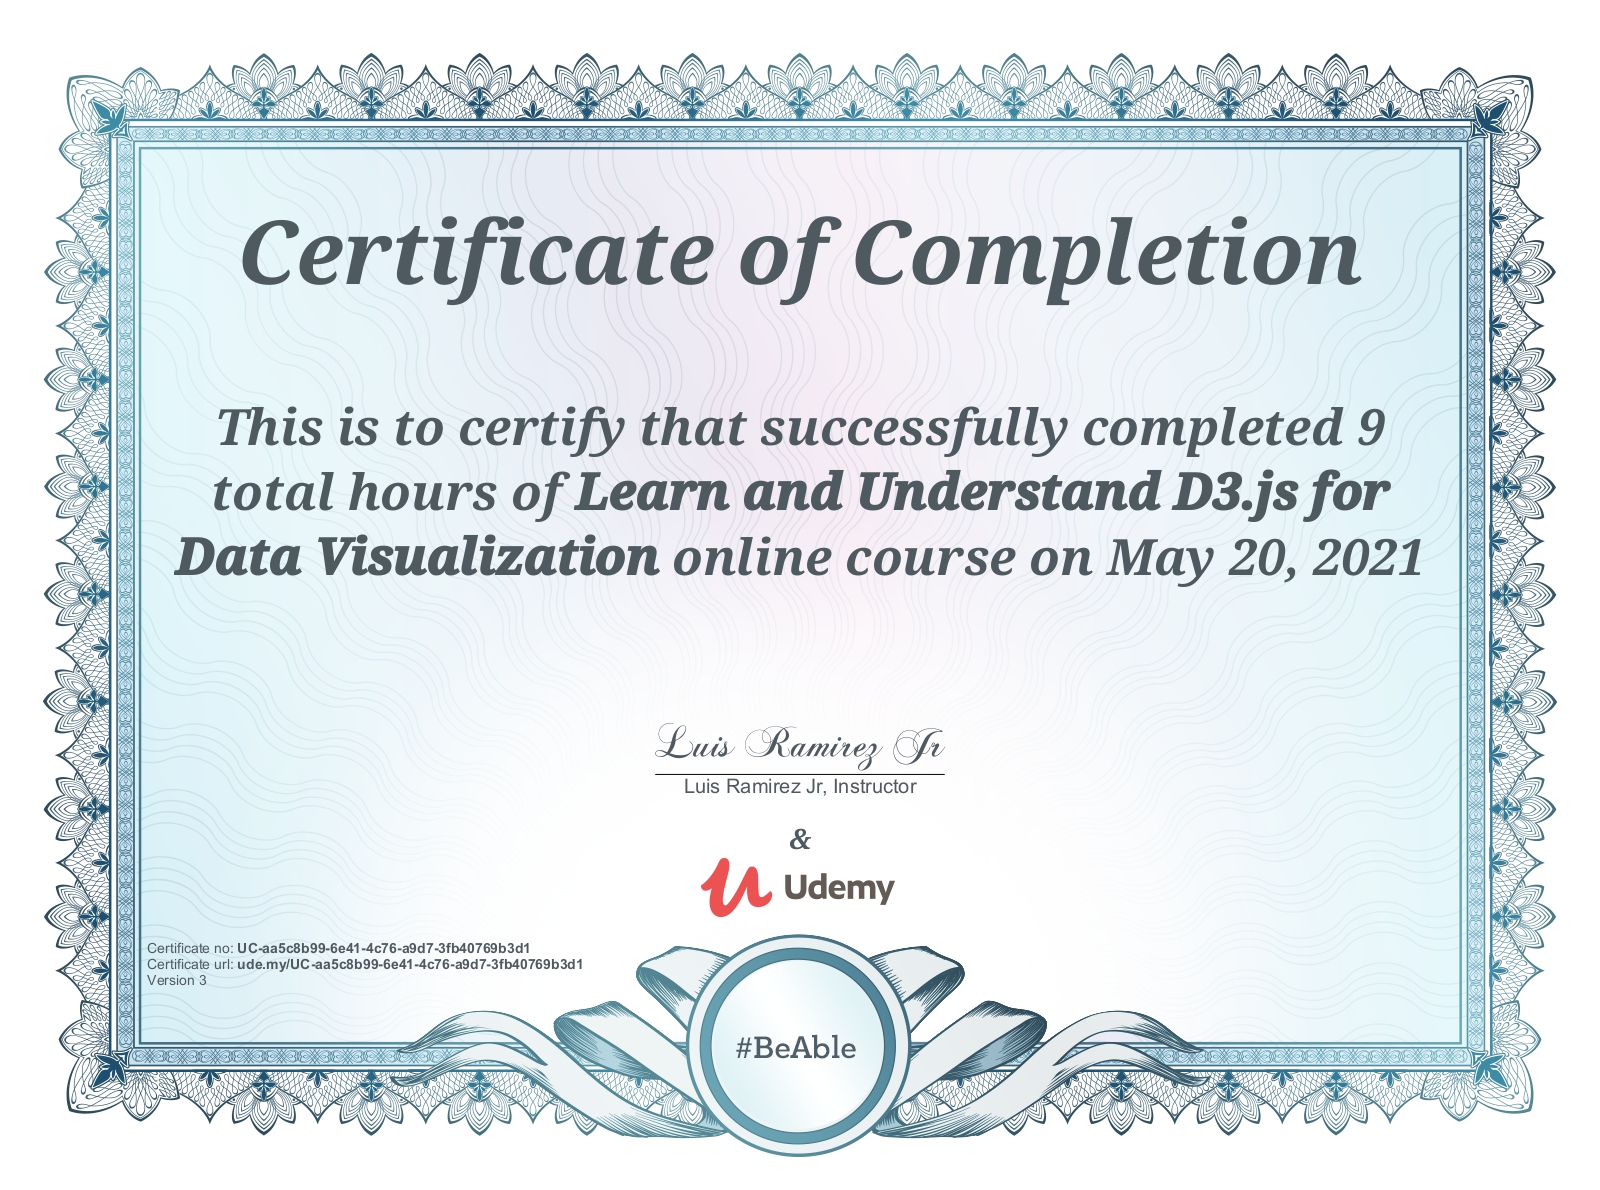 Certificate of Completion
This is to certify that successfully completed 9
total hours of Learn and Understand D3.js for
Data Visualization online course on May 20, 2021
Luis Ramirez Jr
Luis Ramirez Jr, Instructor
&
Udemy
Certificate no: UC-aa5c8b99-6e41-4c76-a9d7-3fb40769b3d1
Certificate url: ude.my/UC-aa5c8b99-6e41-4c76-a9d7-3fb40769b3d1
Version 3
#BeAble